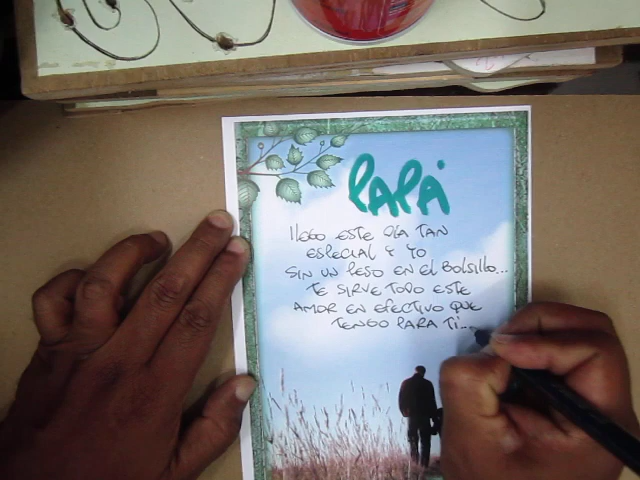 PAPÁ
llegó este día tan
especial y yo
sin un peso en el bolsillo...
te sirve todo este
amor en efectivo que
tengo para ti...